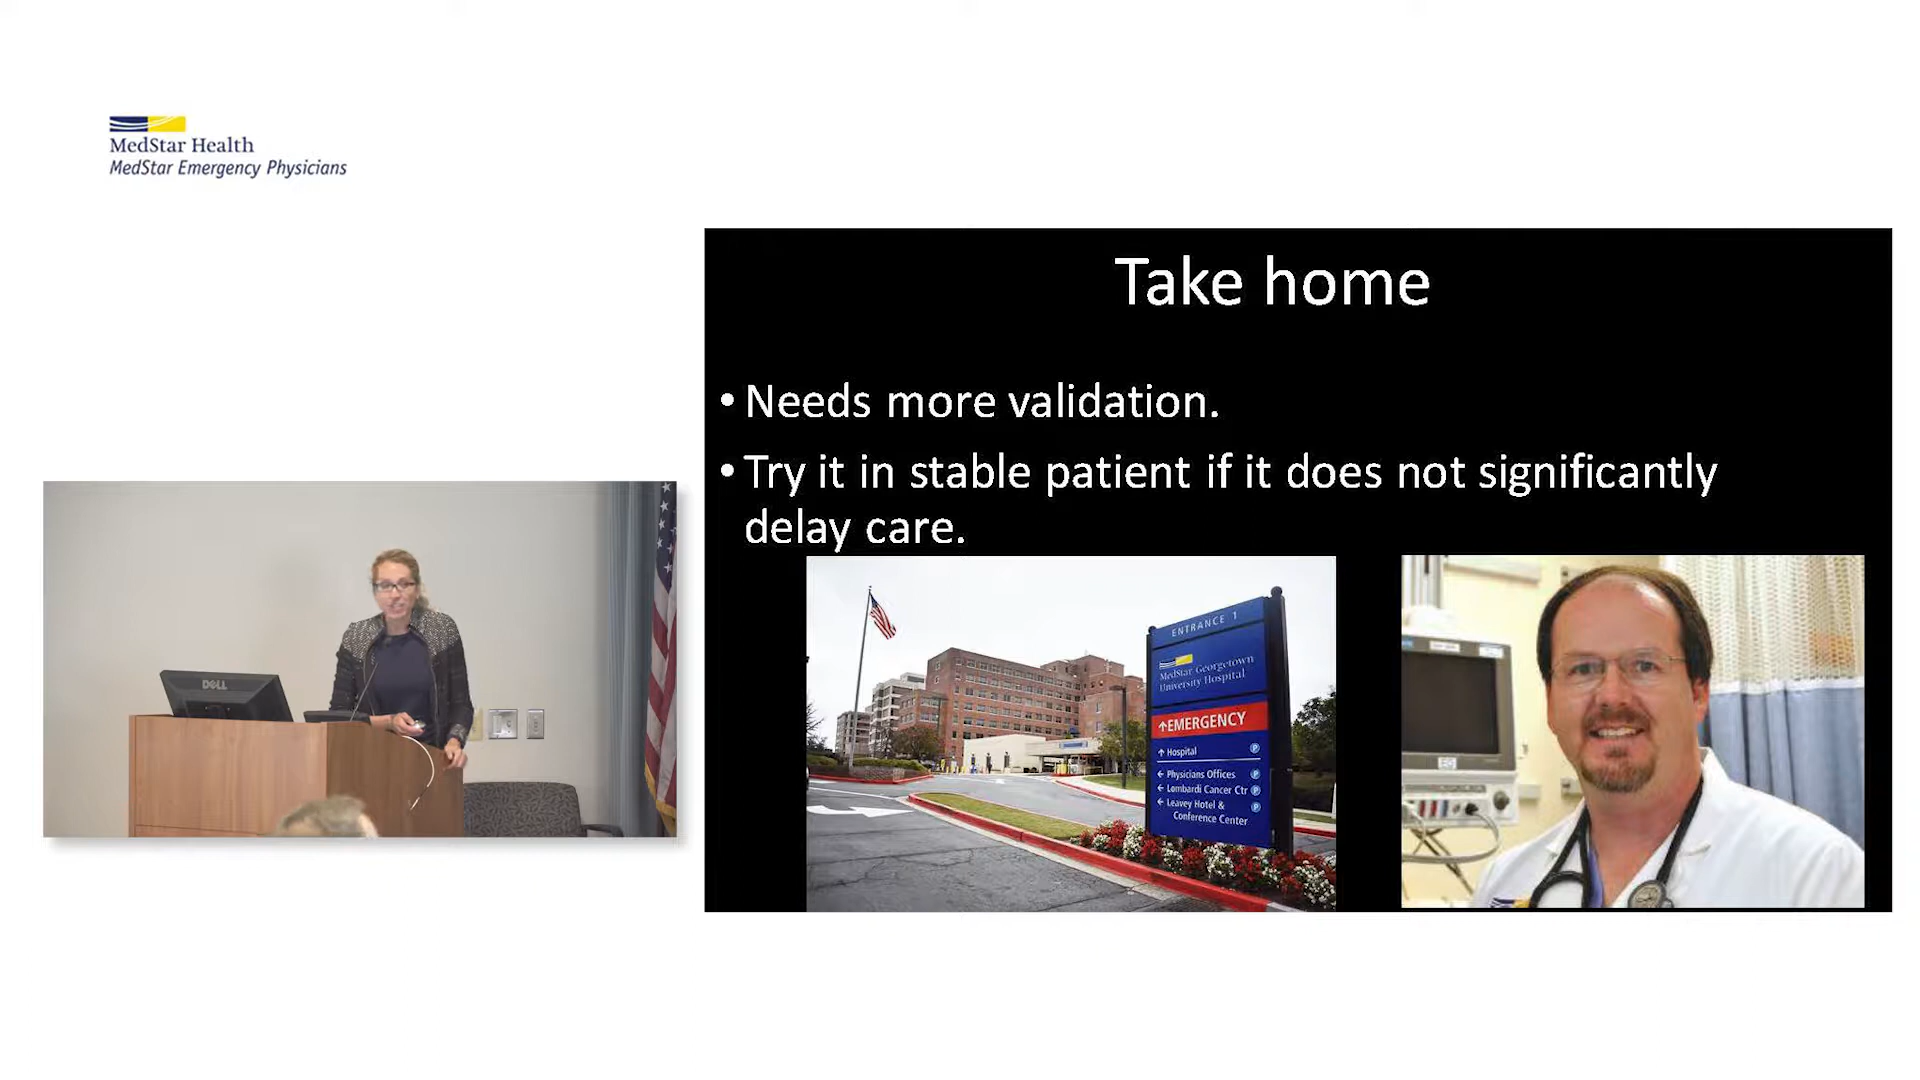 MedStar Health
MedStar Emergency Physicians
Take home
• Needs more validation.
• Try it in stable patient if it does not significantly
delay care.
DELL
ENTRANCE 1
MedStar Georgetown
University Hospital
↑EMERGENCY
↑ Hospital P
← Physicians Offices P
← Lombardi Cancer Ctr P
← Leavey Hotel & P
Conference Center